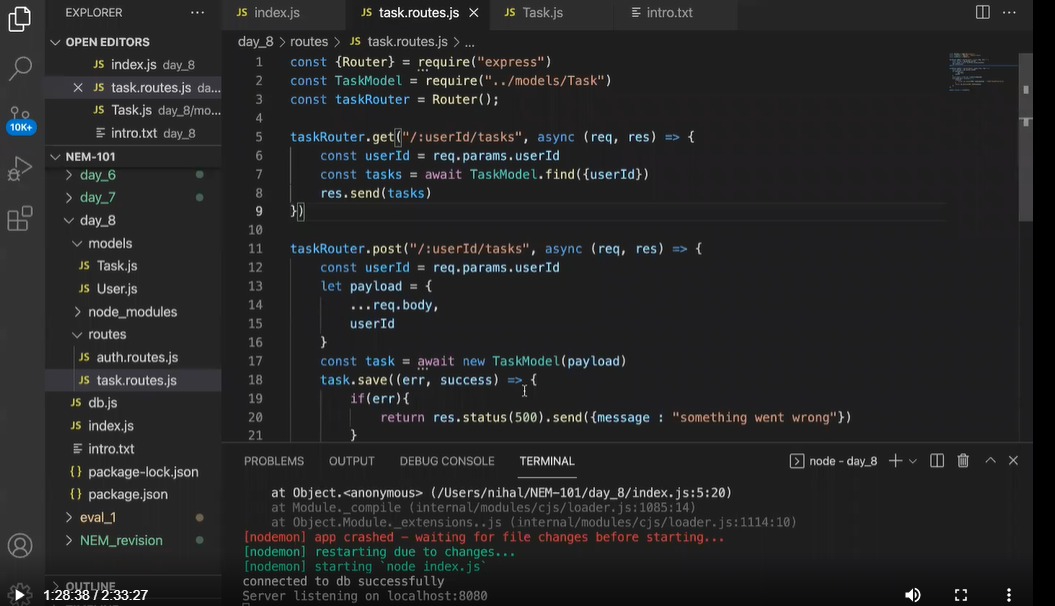 EXPLORER ...
JS index.js
JS task.routes.js
JS Task.js
intro.txt
OPEN EDITORS
JS index.js day_8
JS task.routes.js da...
JS Task.js day_8/mo...
intro.txt day_8
10K+
NEM-101
day_6
day_7
day_8
models
JS Task.js
JS User.js
node_modules
routes
JS auth.routes.js
JS task.routes.js
JS db.js
JS index.js
intro.txt
{} package-lock.json
{} package.json
eval_1
NEM_revision
OUTLINE
day_8 > routes > JS task.routes.js > ...
1 const {Router} = require("express")
2 const TaskModel = require("../models/Task")
3 const taskRouter = Router();
4
5 taskRouter.get("/:userId/tasks", async (req, res) => {
6 const userId = req.params.userId
7 const tasks = await TaskModel.find({userId})
8 res.send(tasks)
9 })
10
11 taskRouter.post("/:userId/tasks", async (req, res) => {
12 const userId = req.params.userId
13 let payload = {
14 ...req.body,
15 userId
16 }
17 const task = await new TaskModel(payload)
18 task.save((err, success) => {
19 if(err){
20 return res.status(500).send({message : "something went wrong"})
21 }
PROBLEMS OUTPUT DEBUG CONSOLE TERMINAL
node - day_8
at Object.<anonymous> (/Users/nihal/NEM-101/day_8/index.js:5:20)
at Module._compile (internal/modules/cjs/loader.js:1085:14)
at Object.Module._extensions..js (internal/modules/cjs/loader.js:1114:10)
[nodemon] app crashed – waiting for file changes before starting...
[nodemon] restarting due to changes...
[nodemon] starting `node index.js`
connected to db successfully
Server listening on localhost:8080
1:28:38 / 2:33:27